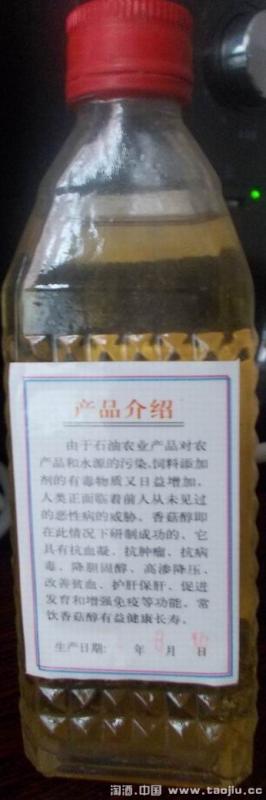 产品介绍
由于石油农业产品对农
产品和水源的污染、饲料添加
剂的有毒物质又日益增加。
人类正面临着前人从未见过
的恶性病的威胁、香菇醇即
在此情况下研制成功的、它
具有抗血凝、抗肿瘤、抗病
毒、降胆固醇、高渗降压、
改善贫血、护肝保肝、促进
发育和增强免疫等功能。常
饮香菇醇有益健康长寿。
生产日期: 年 月 日
淘酒.中国 www.taojiu.cc